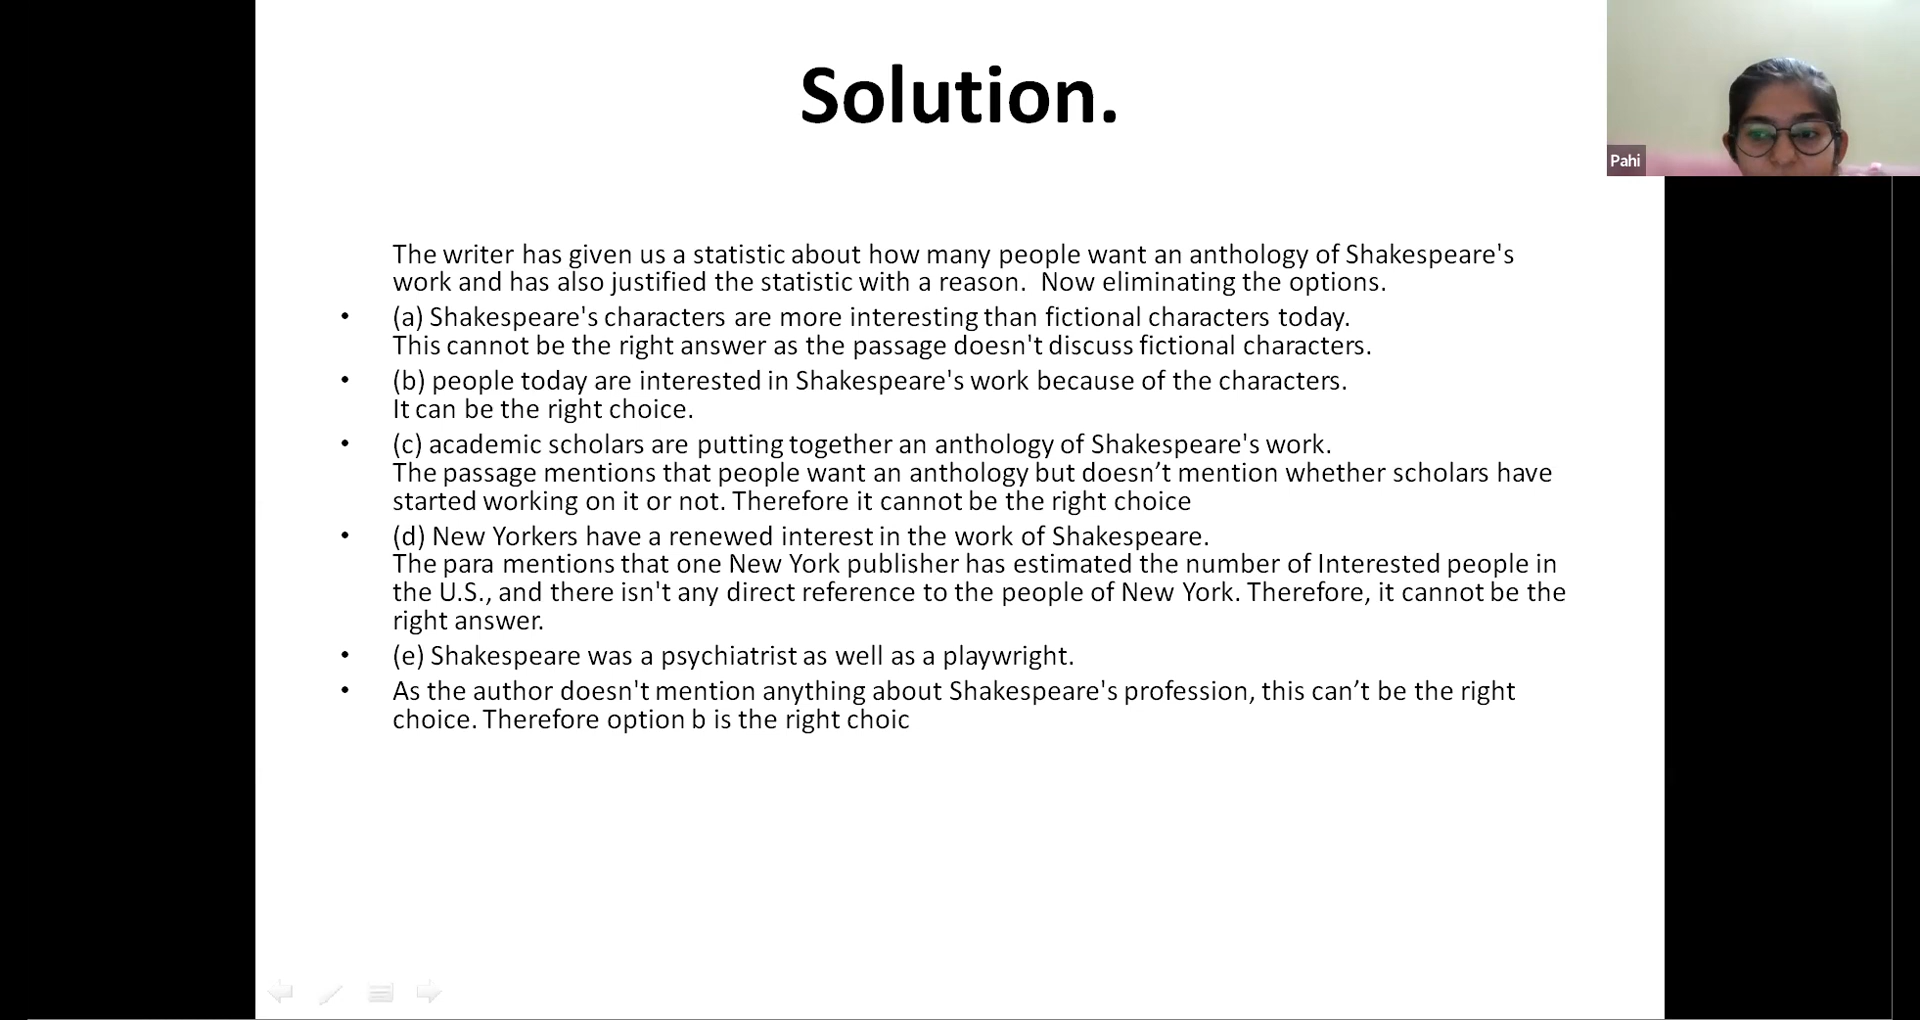 Solution.
Pahi
The writer has given us a statistic about how many people want an anthology of Shakespeare's
work and has also justified the statistic with a reason.  Now eliminating the options.
• (a) Shakespeare's characters are more interesting than fictional characters today.
This cannot be the right answer as the passage doesn't discuss fictional characters.
• (b) people today are interested in Shakespeare's work because of the characters.
It can be the right choice.
• (c) academic scholars are putting together an anthology of Shakespeare's work.
The passage mentions that people want an anthology but doesn’t mention whether scholars have
started working on it or not. Therefore it cannot be the right choice
• (d) New Yorkers have a renewed interest in the work of Shakespeare.
The para mentions that one New York publisher has estimated the number of Interested people in
the U.S., and there isn't any direct reference to the people of New York. Therefore, it cannot be the
right answer.
• (e) Shakespeare was a psychiatrist as well as a playwright.
• As the author doesn't mention anything about Shakespeare's profession, this can’t be the right
choice. Therefore option b is the right choic